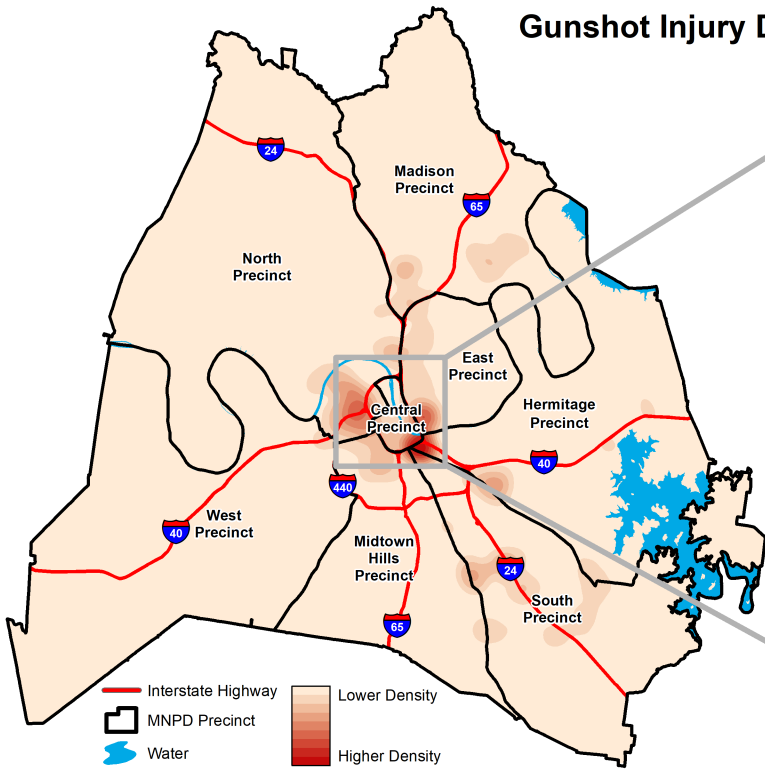 Gunshot Injury D
24
Madison
Precinct
65
North
Precinct
East
Precinct
Central
Precinct
Hermitage
Precinct
40
440
West
Precinct
40
Midtown
Hills
Precinct
24
South
Precinct
65
Interstate Highway
MNPD Precinct
Water
Lower Density
Higher Density